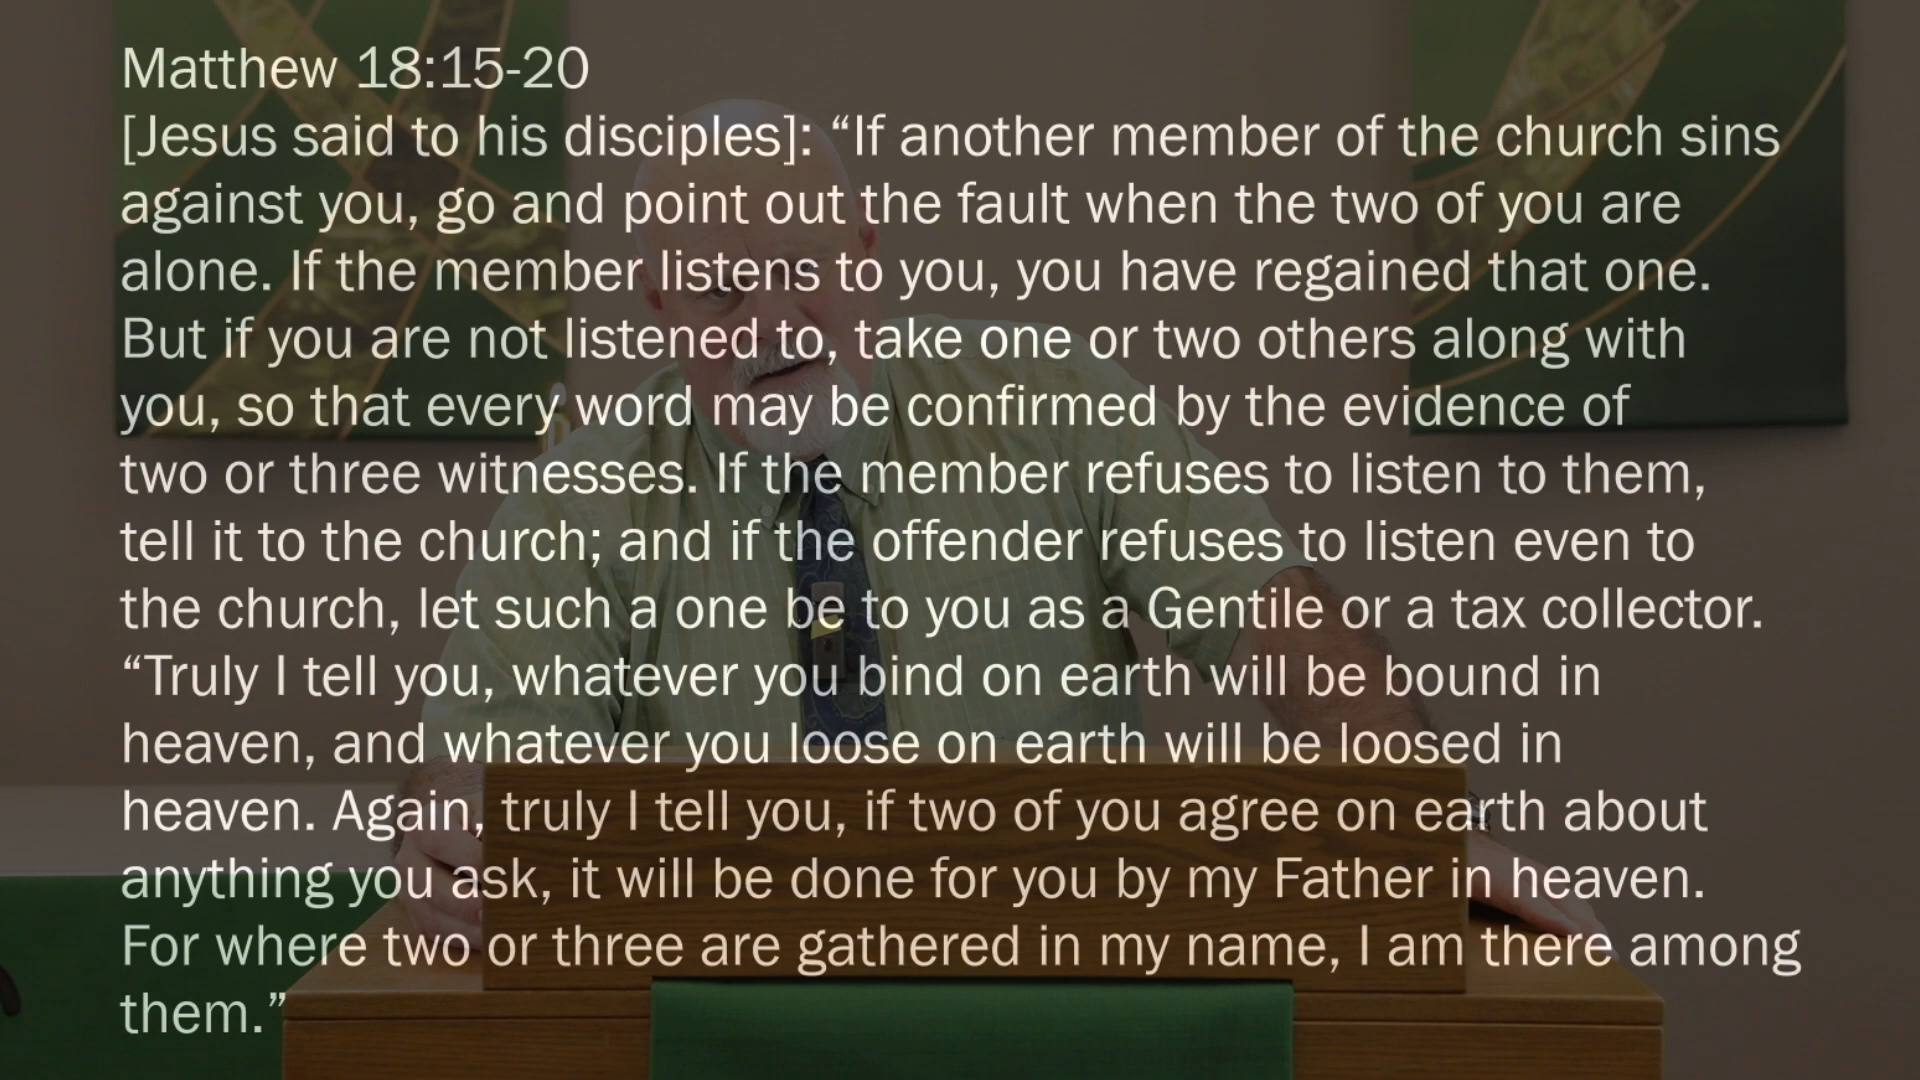 Matthew 18:15-20
[Jesus said to his disciples]: “If another member of the church sins
against you, go and point out the fault when the two of you are
alone. If the member listens to you, you have regained that one.
But if you are not listened to, take one or two others along with
you, so that every word may be confirmed by the evidence of
two or three witnesses. If the member refuses to listen to them,
tell it to the church; and if the offender refuses to listen even to
the church, let such a one be to you as a Gentile or a tax collector.
“Truly I tell you, whatever you bind on earth will be bound in
heaven, and whatever you loose on earth will be loosed in
heaven. Again, truly I tell you, if two of you agree on earth about
anything you ask, it will be done for you by my Father in heaven.
For where two or three are gathered in my name, I am there among
them.”